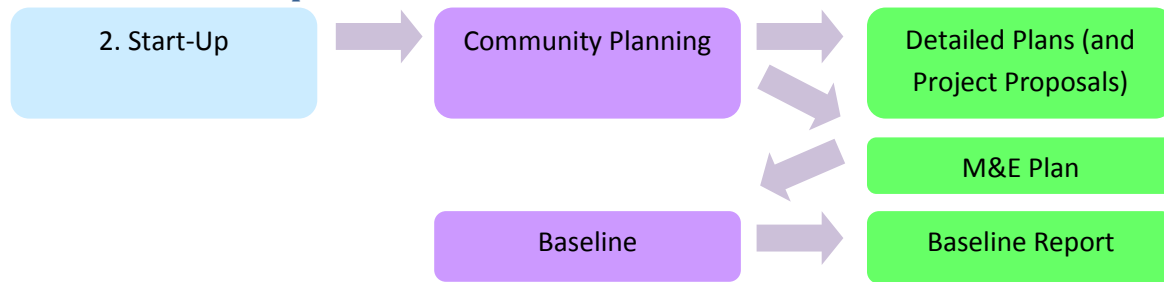 2. Start-Up
Community Planning
Detailed Plans (and
Project Proposals)
M&E Plan
Baseline
Baseline Report